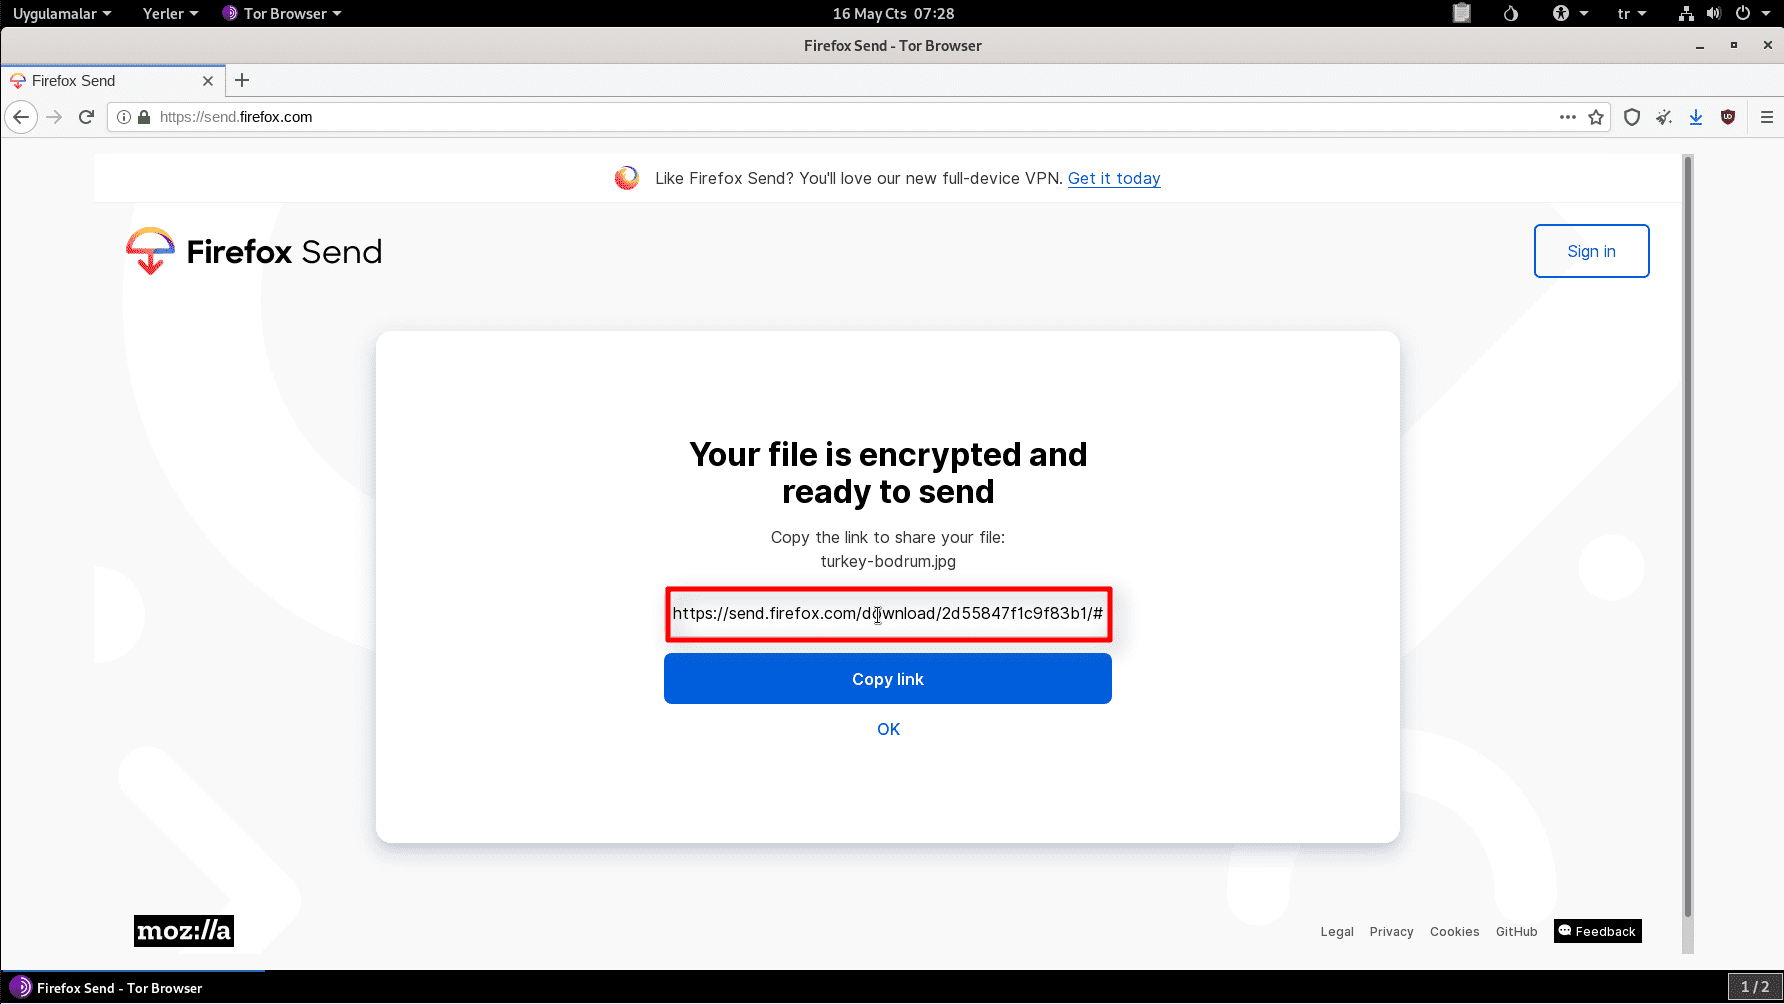 Uygulamalar Yerler Tor Browser 16 May Cts 07:28 tr
Firefox Send - Tor Browser
Firefox Send
https://send.firefox.com
Like Firefox Send? You'll love our new full-device VPN. Get it today
Firefox Send
Sign in
Your file is encrypted and
ready to send
Copy the link to share your file:
turkey-bodrum.jpg
https://send.firefox.com/download/2d55847f1c9f83b1/#
Copy link
OK
moz://a
Legal Privacy Cookies GitHub Feedback
Firefox Send - Tor Browser 1 / 2